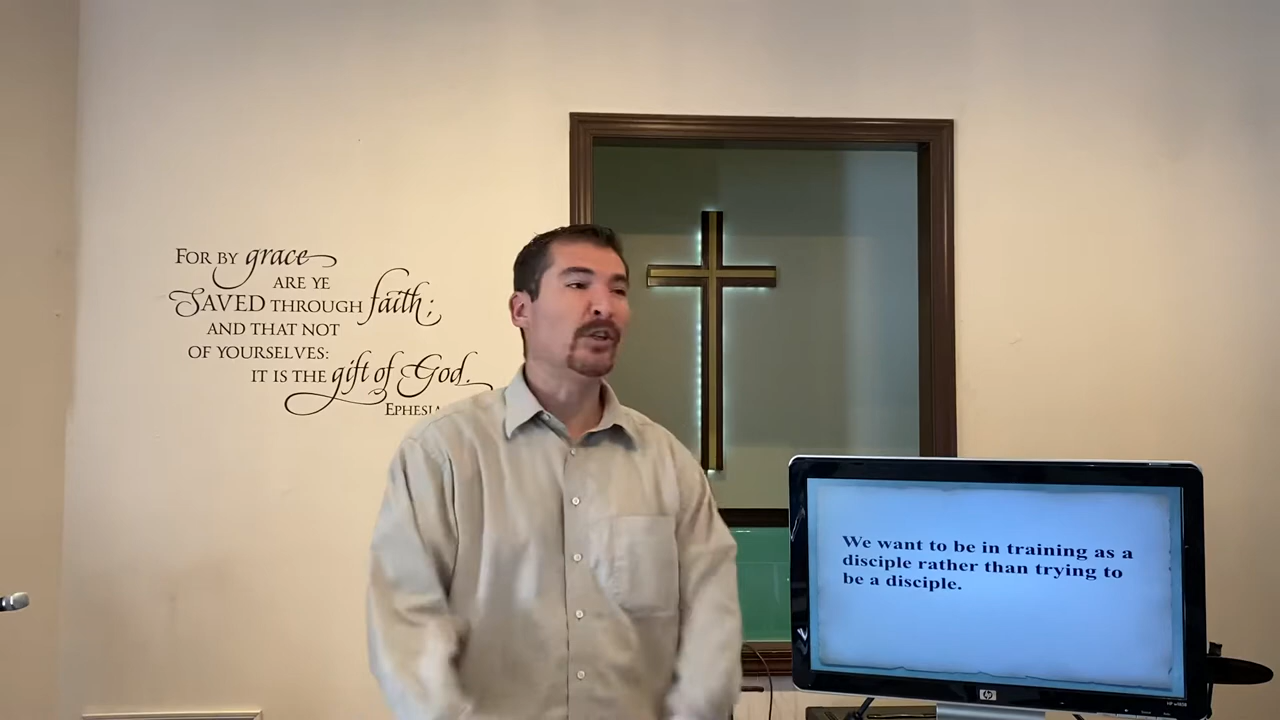 FOR BY grace
ARE YE
SAVED THROUGH faith;
AND THAT NOT
OF YOURSELVES:
IT IS THE gift of God.
We want to be in training as a
disciple rather than trying to
be a disciple.
hp